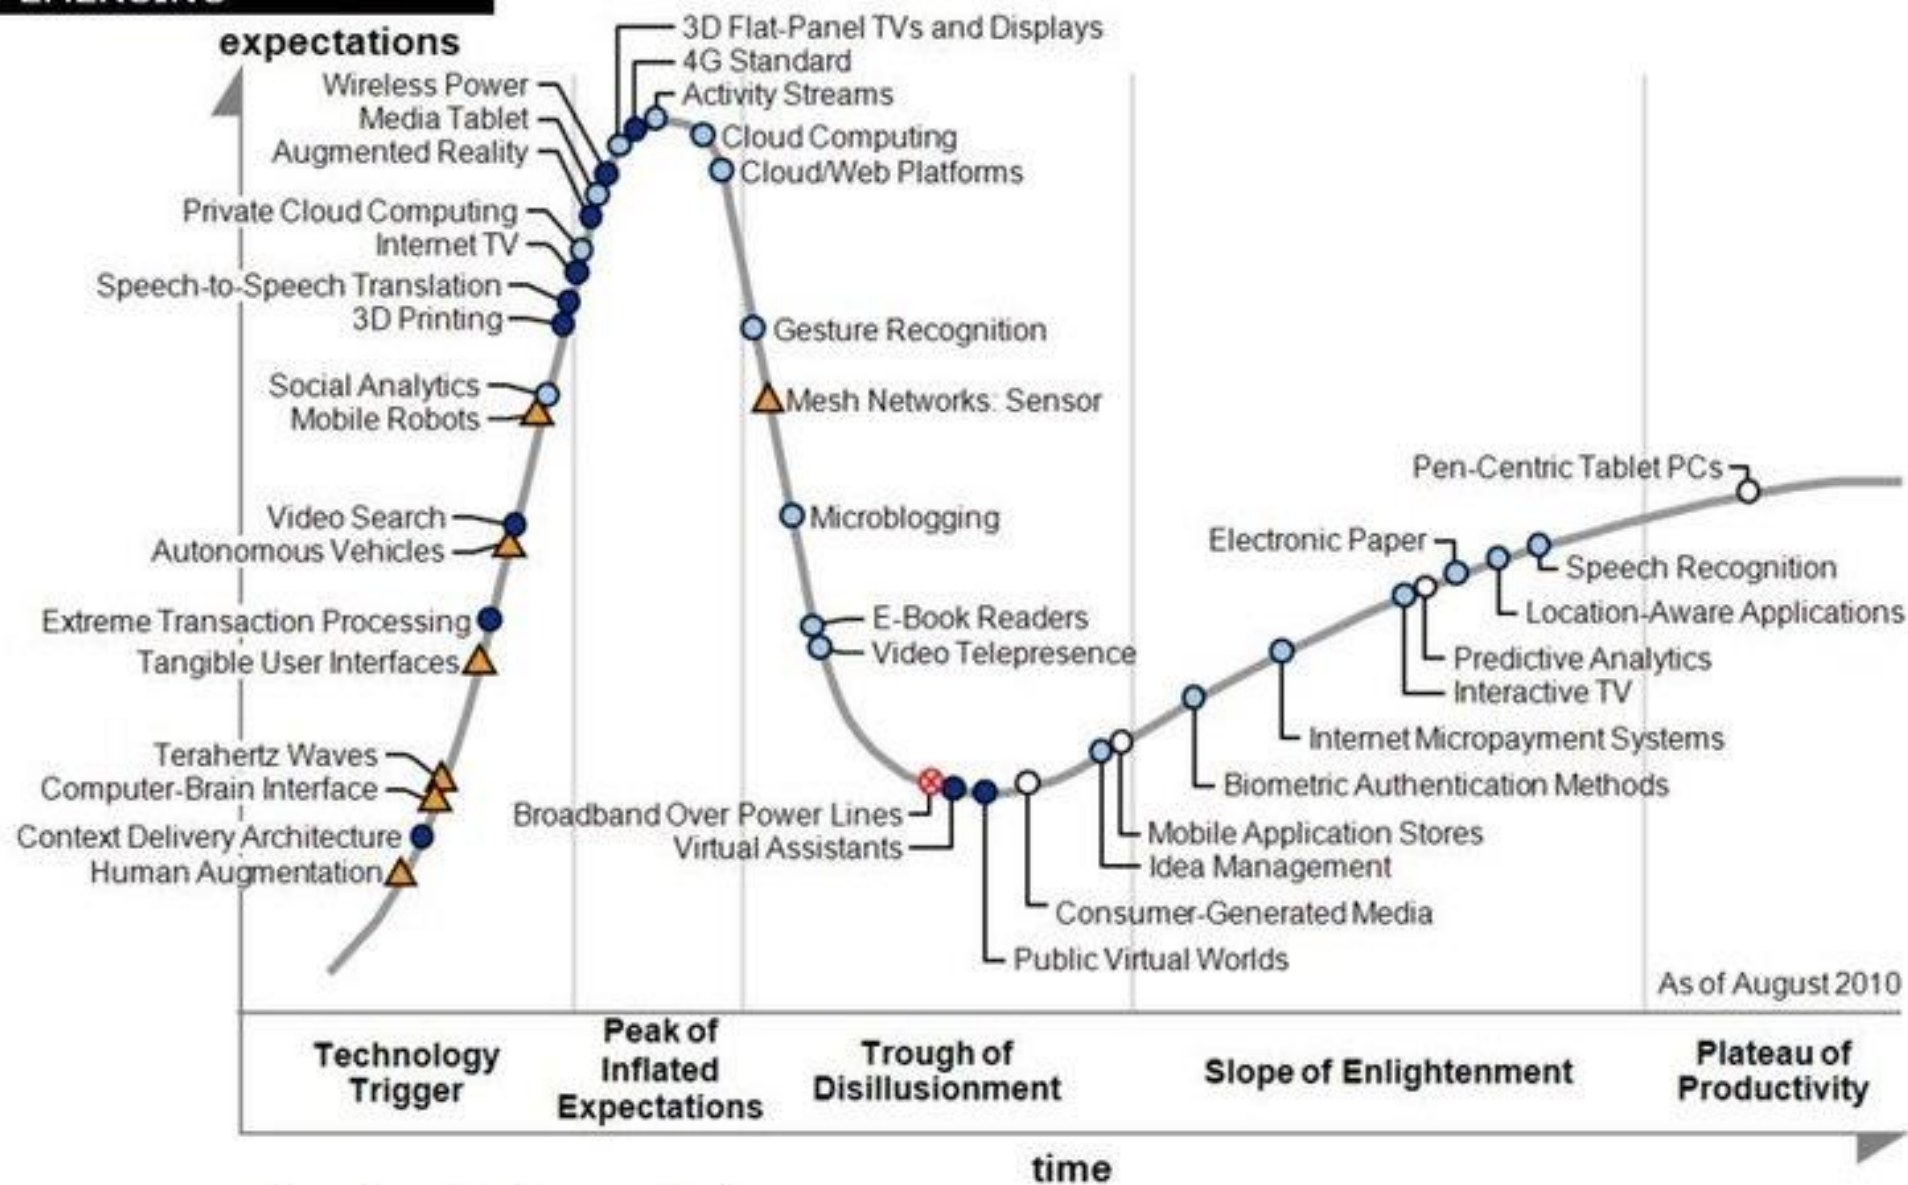 expectations
3D Flat-Panel TVs and Displays
4G Standard
Activity Streams
Wireless Power
Media Tablet
Augmented Reality
Cloud Computing
Cloud/Web Platforms
Private Cloud Computing
Internet TV
Speech-to-Speech Translation
3D Printing
Gesture Recognition
Social Analytics
Mobile Robots
Mesh Networks: Sensor
Video Search
Autonomous Vehicles
Microblogging
Pen-Centric Tablet PCs
Electronic Paper
Speech Recognition
Location-Aware Applications
Extreme Transaction Processing
Tangible User Interfaces
E-Book Readers
Video Telepresence
Predictive Analytics
Interactive TV
Internet Micropayment Systems
Biometric Authentication Methods
Terahertz Waves
Computer-Brain Interface
Context Delivery Architecture
Human Augmentation
Broadband Over Power Lines
Virtual Assistants
Mobile Application Stores
Idea Management
Consumer-Generated Media
Public Virtual Worlds
As of August 2010
Technology
Trigger
Peak of
Inflated
Expectations
Trough of
Disillusionment
Slope of Enlightenment
Plateau of
Productivity
time